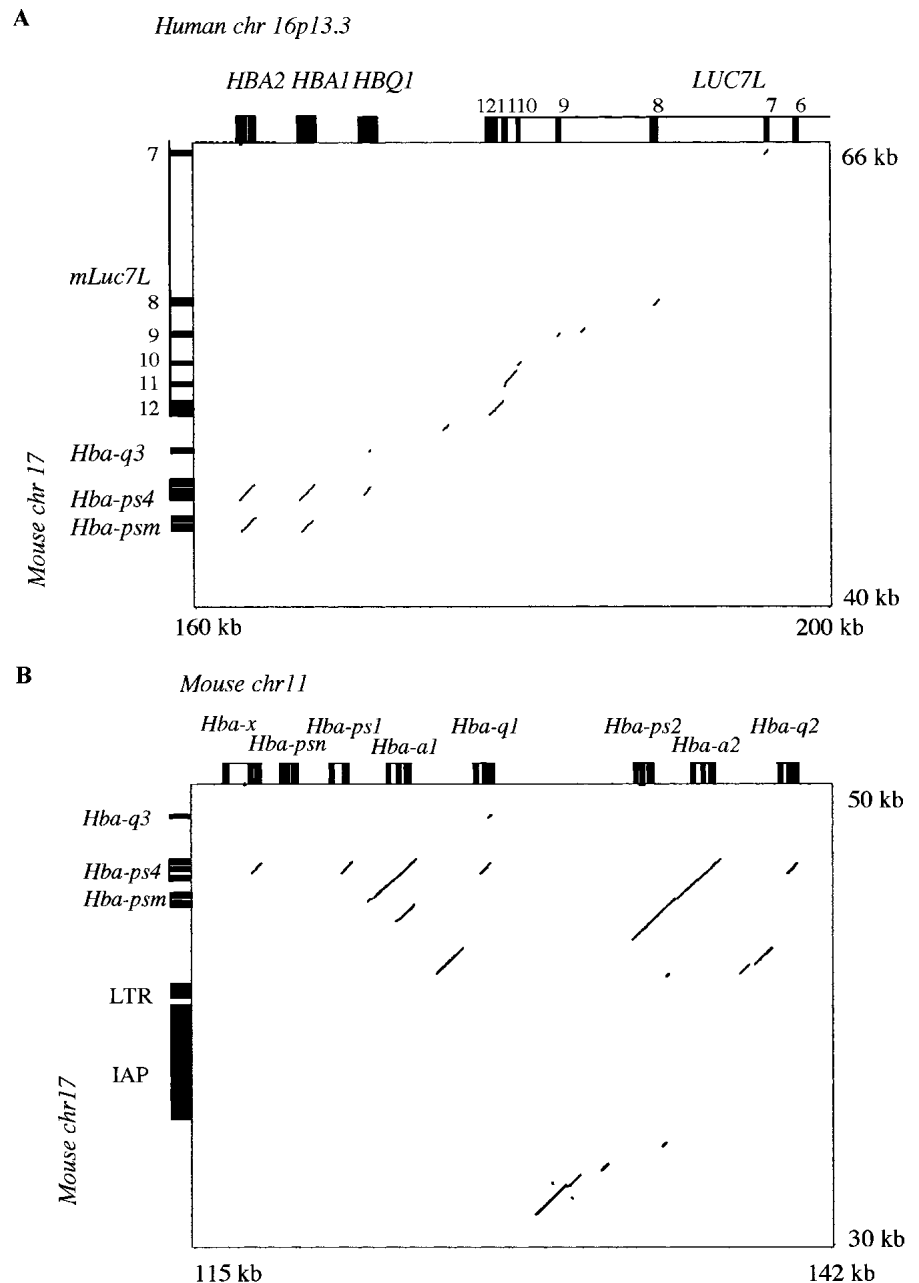 A
Human chr 16p13.3
HBA2 HBA1 HBQ1
LUC7L
12 11 10 9 8 7 6
7
66 kb
mLuc7L
8
9
10
11
12
Hba-q3
Hba-ps4
Hba-psm
Mouse chr 17
40 kb
160 kb
200 kb
B
Mouse chr11
Hba-x Hba-ps1 Hba-q1 Hba-ps2 Hba-q2
Hba-psn Hba-a1 Hba-a2
50 kb
Hba-q3
Hba-ps4
Hba-psm
LTR
IAP
Mouse chr17
30 kb
115 kb
142 kb